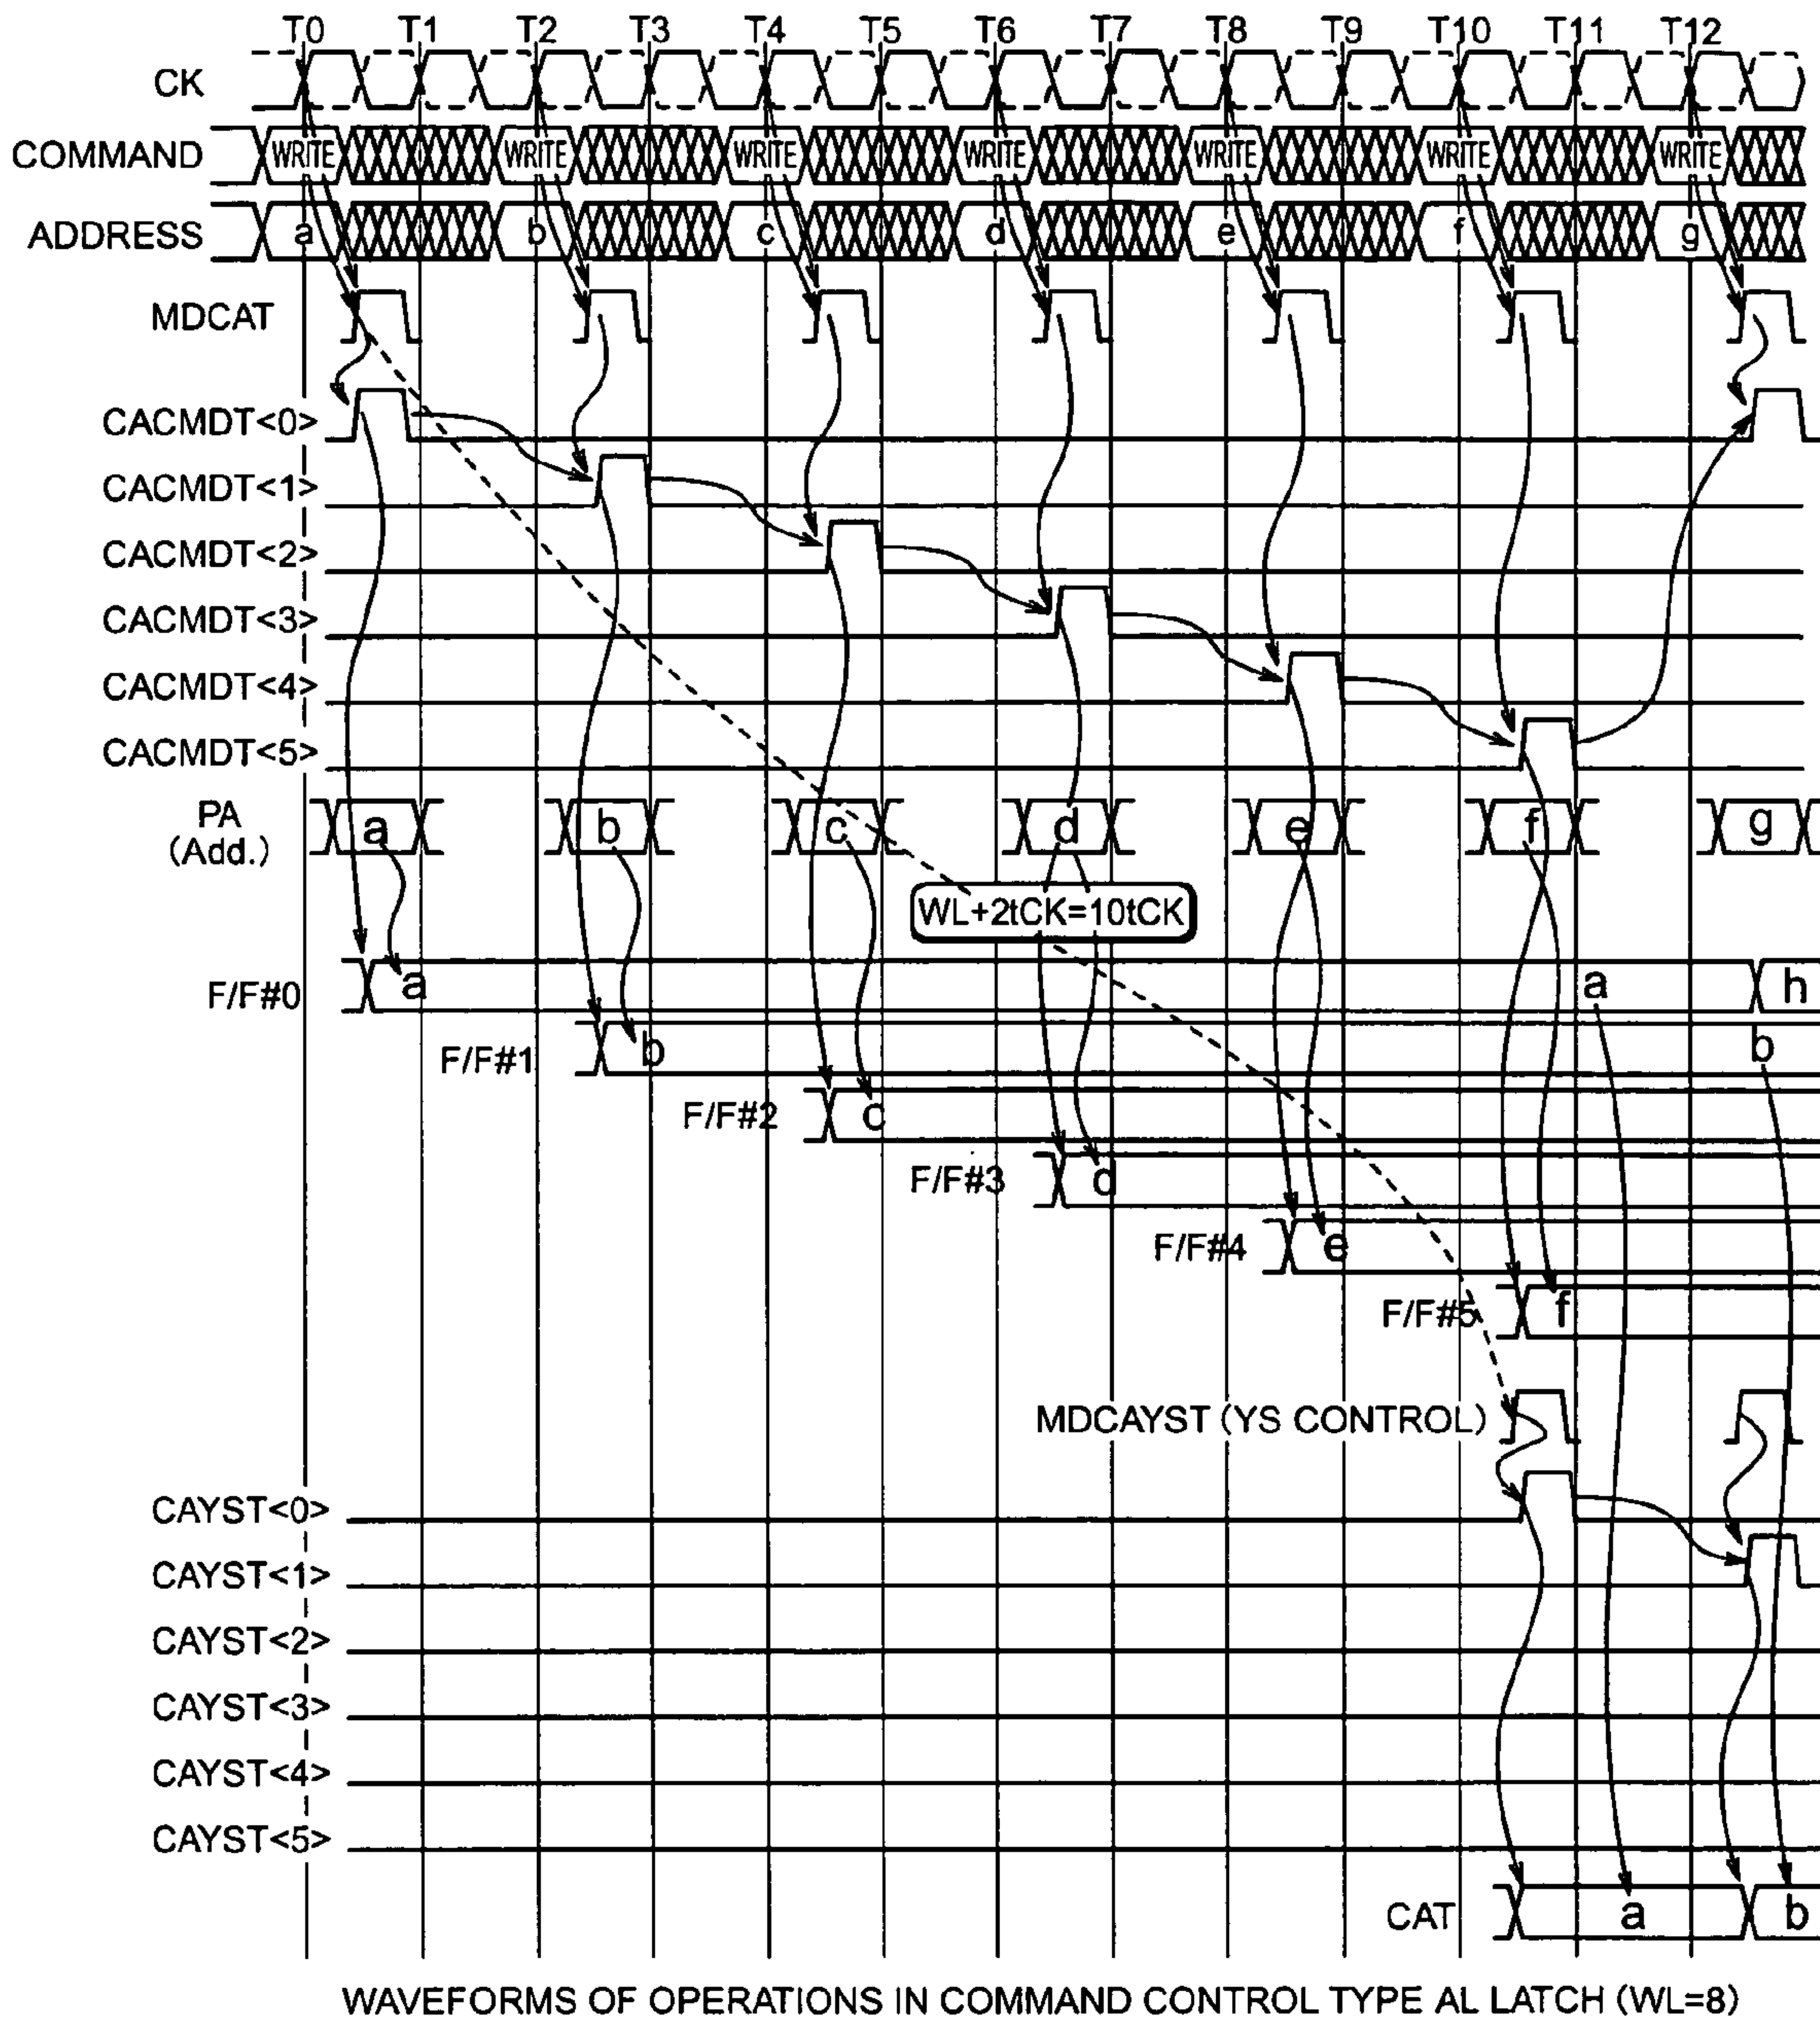 T0 T1 T2 T3 T4 T5 T6 T7 T8 T9 T10 T11 T12
CK
COMMAND WRITE WRITE WRITE WRITE WRITE WRITE WRITE
ADDRESS a b c d e f g
MDCAT
CACMDT<0>
CACMDT<1>
CACMDT<2>
CACMDT<3>
CACMDT<4>
CACMDT<5>
PA
(Add.)
a b c d e f g
WL+2tCK=10tCK
F/F#0 a a h
F/F#1 b b
F/F#2 c
F/F#3 d
F/F#4 e
F/F#5 f
MDCAYST (YS CONTROL)
CAYST<0>
CAYST<1>
CAYST<2>
CAYST<3>
CAYST<4>
CAYST<5>
CAT a b
WAVEFORMS OF OPERATIONS IN COMMAND CONTROL TYPE AL LATCH (WL=8)